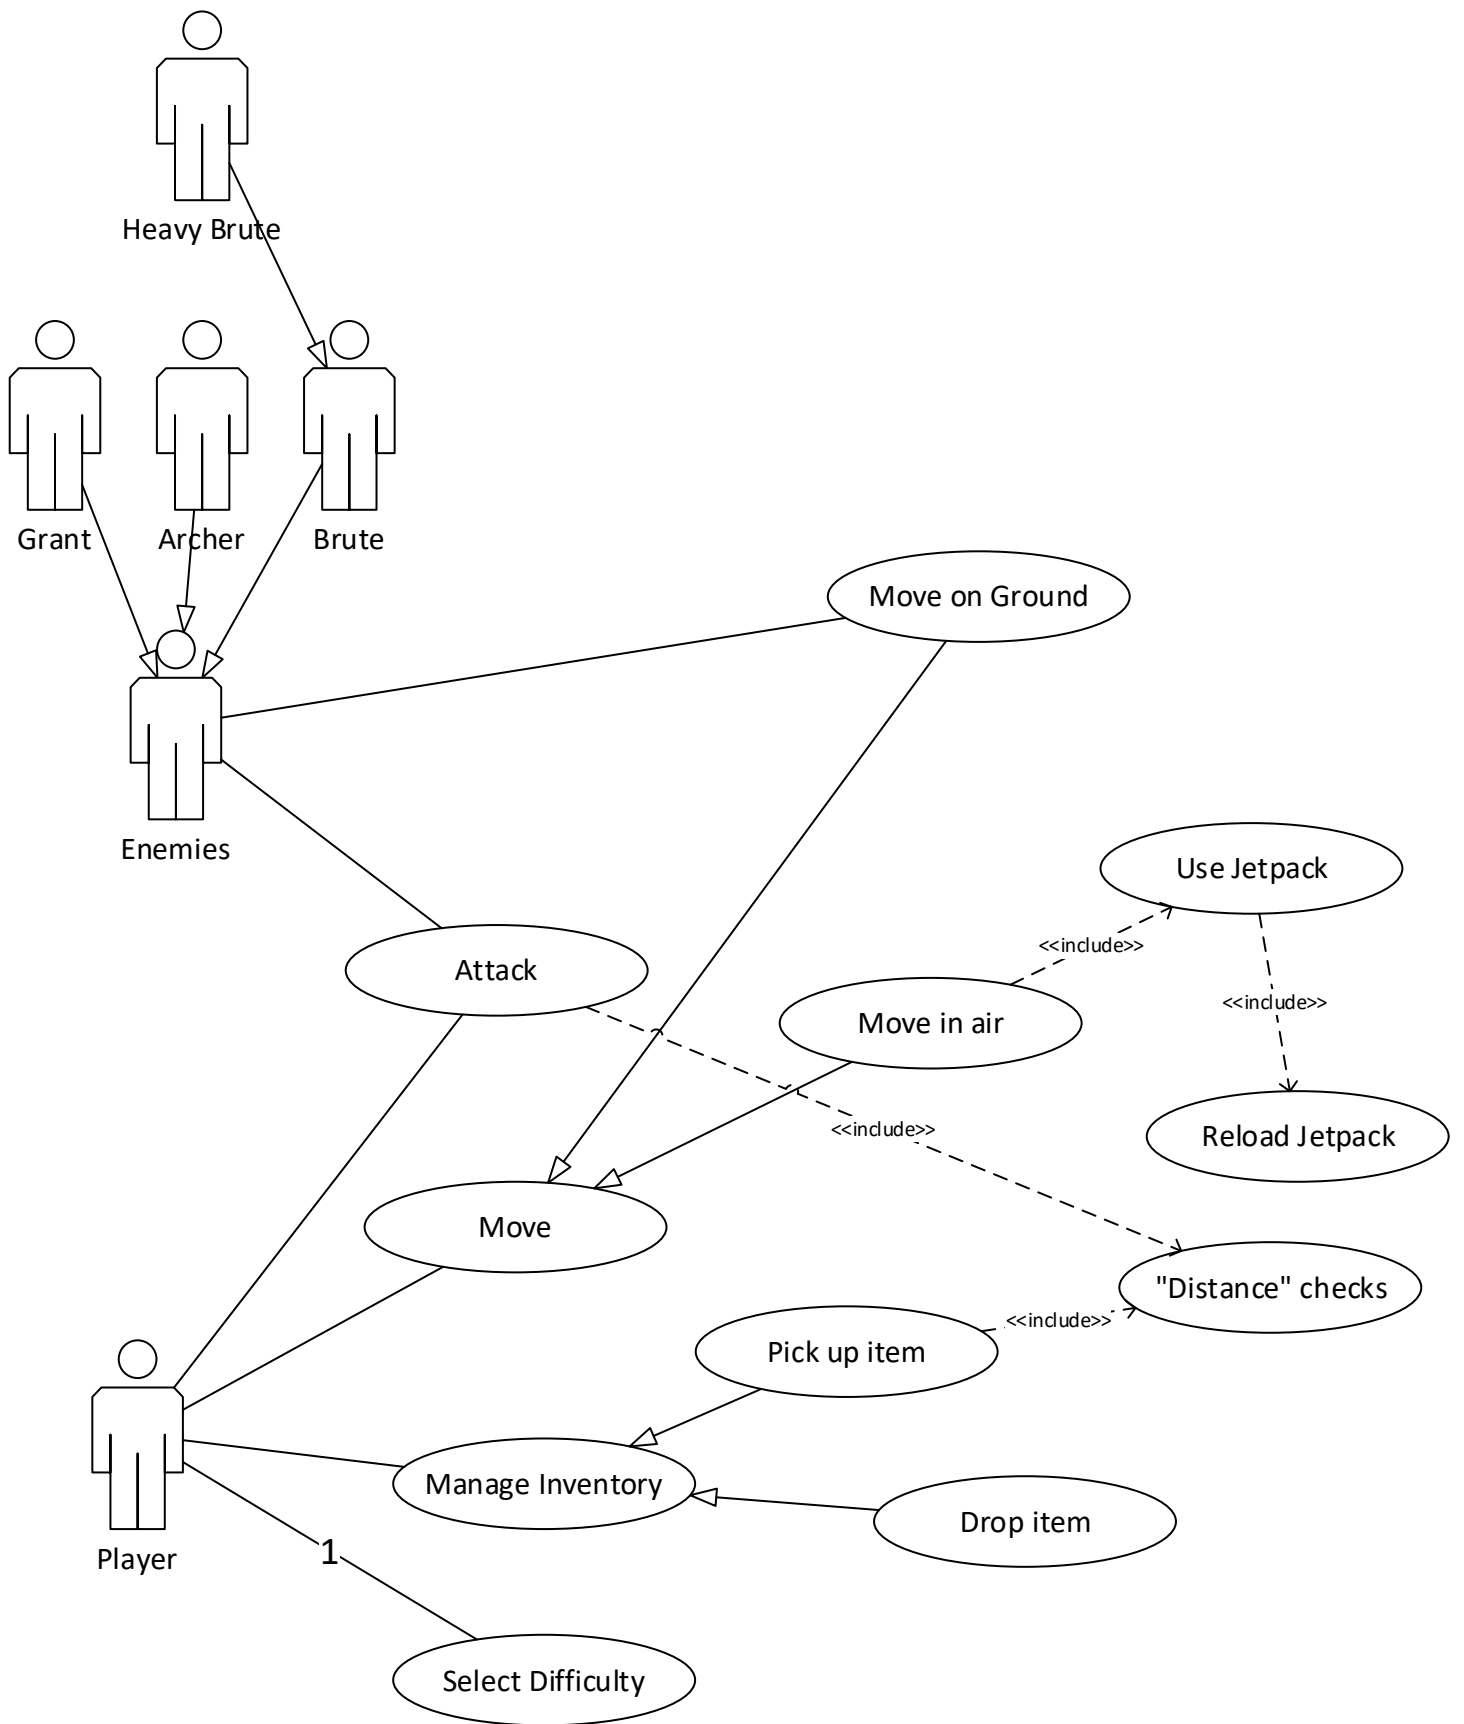 Heavy Brute
Grant
Archer
Brute
Move on Ground
Enemies
Use Jetpack
<<include>>
Attack
<<include>>
Move in air
<<include>>
Reload Jetpack
Move
"Distance" checks
<<include>>
Pick up item
Manage Inventory
Drop item
1
Player
Select Difficulty